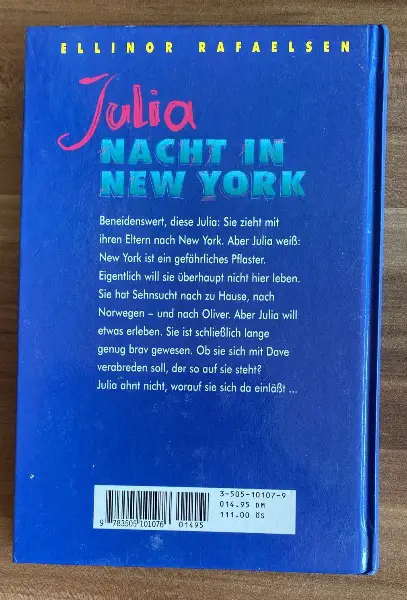 ELLINOR RAFAELSEN
Julia
NACHT IN
NEW YORK
Beneidenswert, diese Julia: Sie zieht mit
ihren Eltern nach New York. Aber Julia weiß:
New York ist ein gefährliches Pflaster.
Eigentlich will sie überhaupt nicht hier leben.
Sie hat Sehnsucht nach zu Hause, nach
Norwegen – und nach Oliver. Aber Julia will
etwas erleben. Sie ist schließlich lange
genug brav gewesen. Ob sie sich mit Dave
verabreden soll, der so auf sie steht?
Julia ahnt nicht, worauf sie sich da einläßt ...
3-505-10107-9
014.95 DM
111.00 ÖS
9 783505 101076
01495